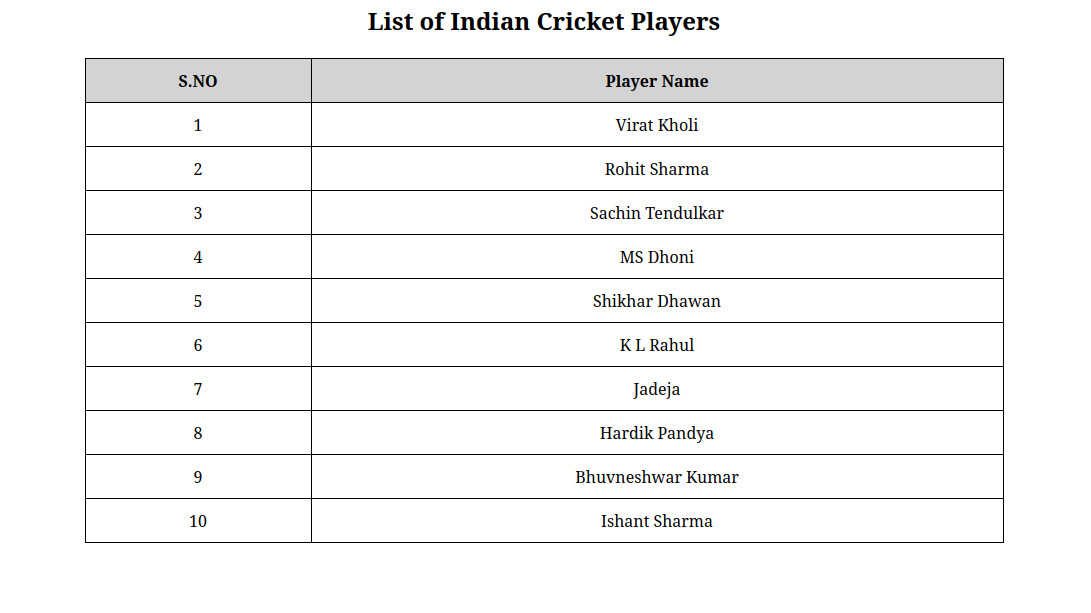 List of Indian Cricket Players
S.NO Player Name
1 Virat Kholi
2 Rohit Sharma
3 Sachin Tendulkar
4 MS Dhoni
5 Shikhar Dhawan
6 K L Rahul
7 Jadeja
8 Hardik Pandya
9 Bhuvneshwar Kumar
10 Ishant Sharma